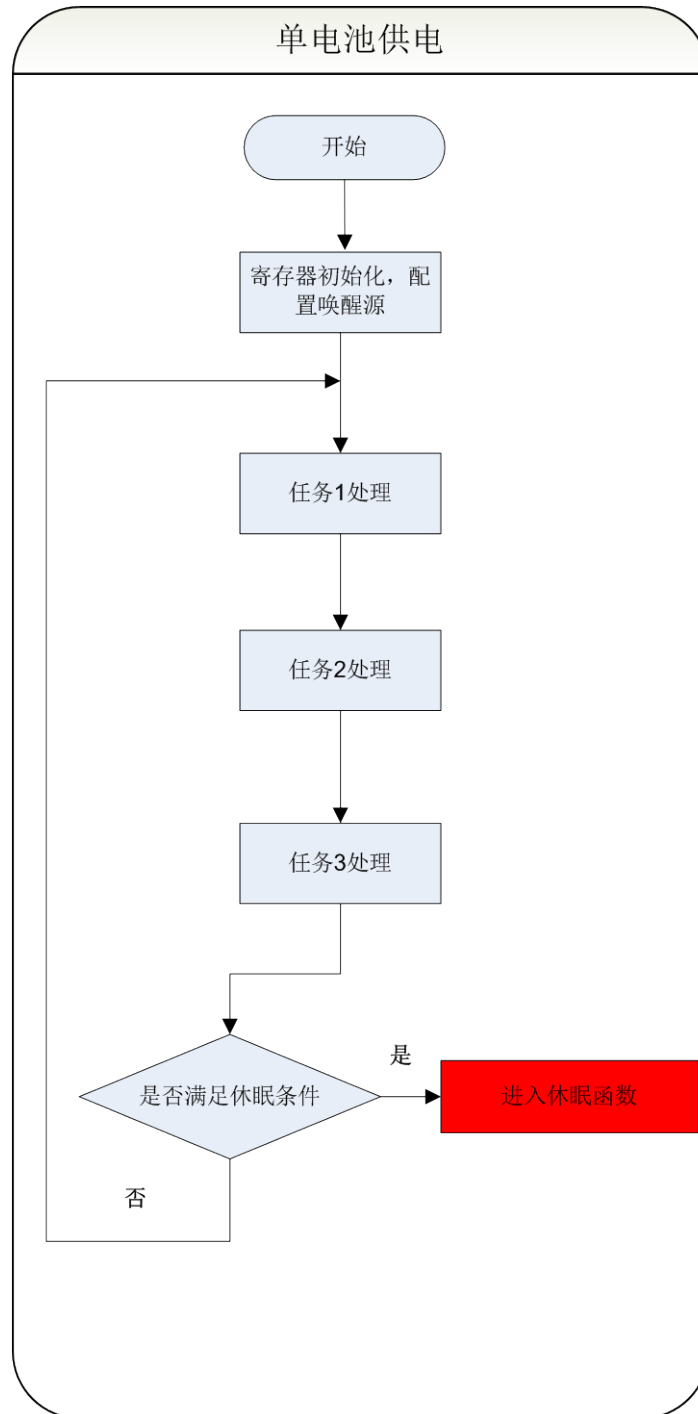 单电池供电
开始
寄存器初始化，配
置唤醒源
任务1处理
任务2处理
任务3处理
是否满足休眠条件
是
进入休眠函数
否